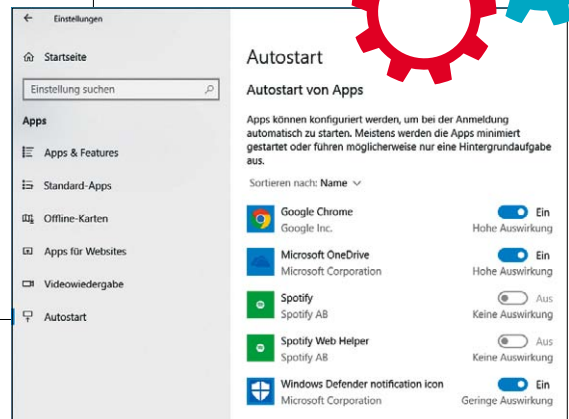 Einstellungen
Startseite
Einstellung suchen
Apps
Apps & Features
Standard-Apps
Offline-Karten
Apps für Websites
Videowiedergabe
Autostart
Autostart
Autostart von Apps
Apps können konfiguriert werden, um bei der Anmeldung
automatisch zu starten. Meistens werden die Apps minimiert
gestartet oder führen möglicherweise nur eine Hintergrundaufgabe
aus.
Sortieren nach: Name
Google Chrome Ein
Google Inc. Hohe Auswirkung
Microsoft OneDrive Ein
Microsoft Corporation Hohe Auswirkung
Spotify Aus
Spotify AB Keine Auswirkung
Spotify Web Helper Aus
Spotify AB Keine Auswirkung
Windows Defender notification icon Ein
Microsoft Corporation Geringe Auswirkung